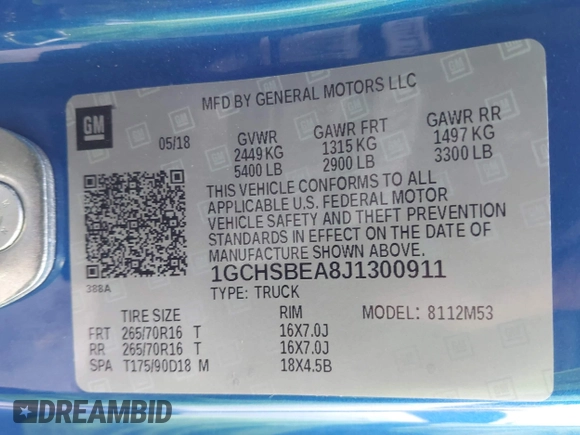 MFD BY GENERAL MOTORS LLC
GM
05/18 GVWR GAWR FRT GAWR RR
2449 KG 1315 KG 1497 KG
5400 LB 2900 LB 3300 LB
THIS VEHICLE CONFORMS TO ALL
APPLICABLE U.S. FEDERAL MOTOR
VEHICLE SAFETY AND THEFT PREVENTION
STANDARDS IN EFFECT ON THE DATE OF
MANUFACTURE SHOWN ABOVE.
38BA 1GCHSBEA8J1300911
TYPE: TRUCK MODEL: 8112M53
TIRE SIZE RIM
FRT 265/70R16 T 16X7.0J
RR 265/70R16 T 16X7.0J
SPA T175/90D18 M 18X4.5B
DREAMBID